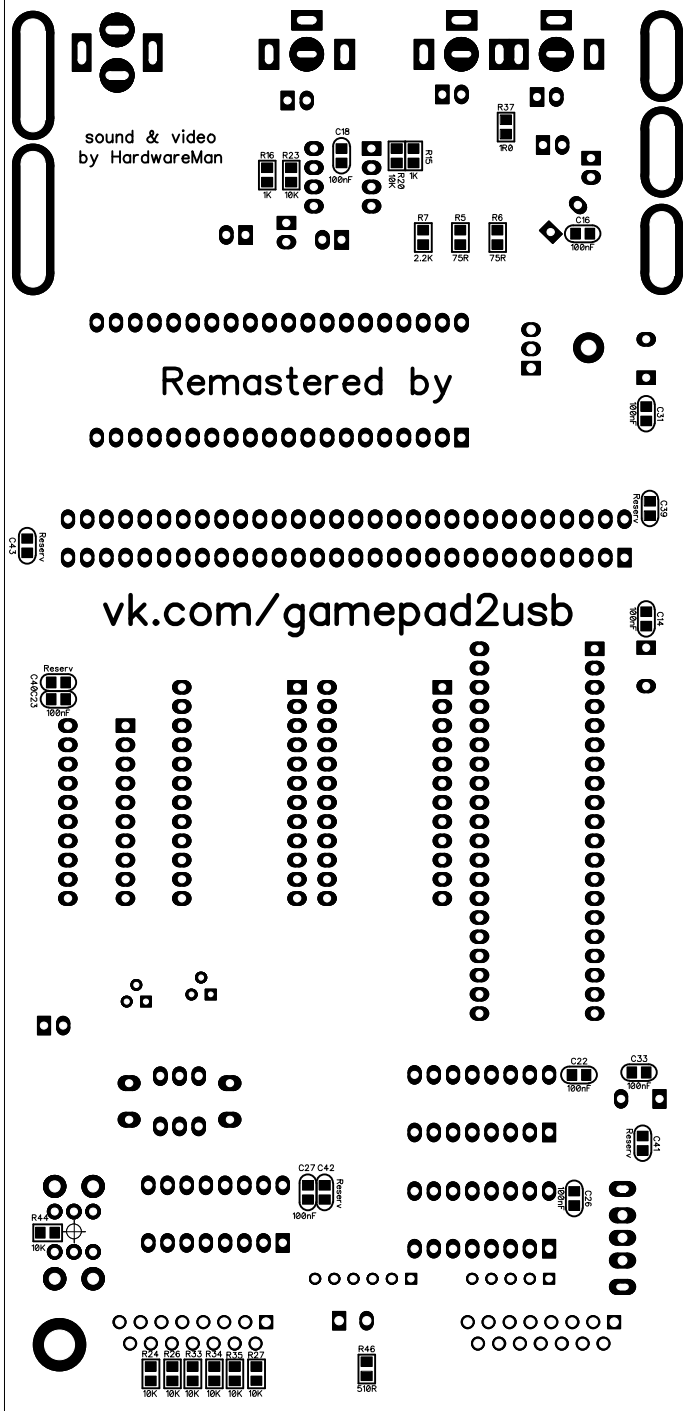 R37
1R0
sound & video
by HardwareMan
C18
100nF
R16
1K
R23
10K
R20
10K
R15
1K
R7
2.2K
R5
75R
R6
75R
C16
100nF
Remastered by
C31
100nF
C39
Reserv
C43
Reserv
vk.com/gamepad2usb
C14
100nF
Reserv
C40C23
100nF
C22
100nF
C33
100nF
C41
Reserv
C27 C42
100nF
Reserv
C26
100nF
R44
10K
R24 R26 R33 R34 R35 R27
10K 10K 10K 10K 10K 10K
R46
510R